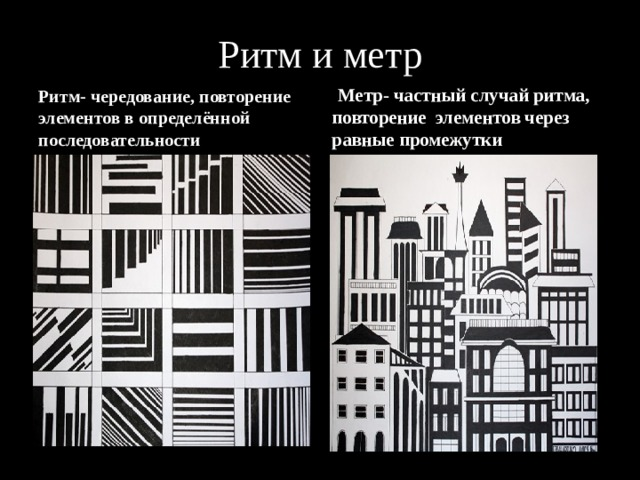 Ритм и метр
Ритм- чередование, повторение
элементов в определённой
последовательности
Метр- частный случай ритма,
повторение элементов через
равные промежутки